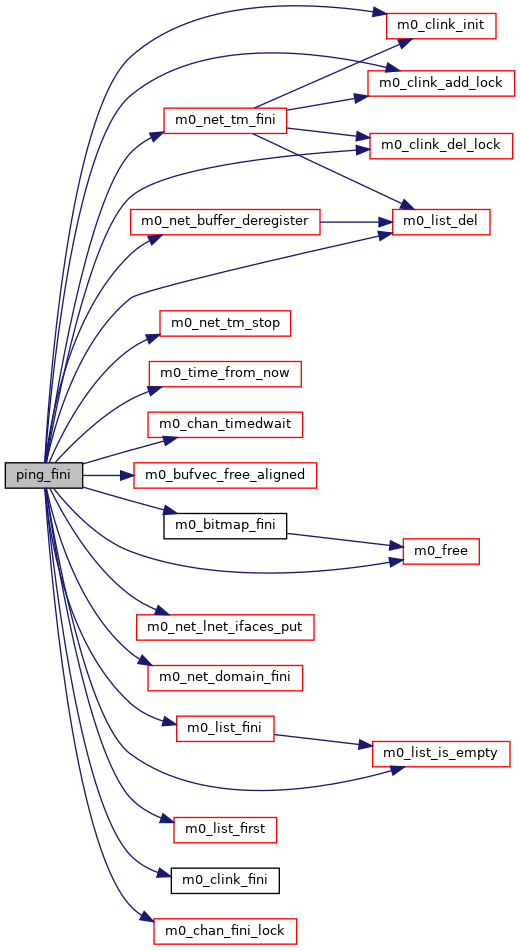 m0_clink_init
m0_clink_add_lock
m0_net_tm_fini
m0_clink_del_lock
m0_net_buffer_deregister
m0_list_del
m0_net_tm_stop
m0_time_from_now
m0_chan_timedwait
ping_fini
m0_bufvec_free_aligned
m0_bitmap_fini
m0_free
m0_net_lnet_ifaces_put
m0_net_domain_fini
m0_list_fini
m0_list_is_empty
m0_list_first
m0_clink_fini
m0_chan_fini_lock